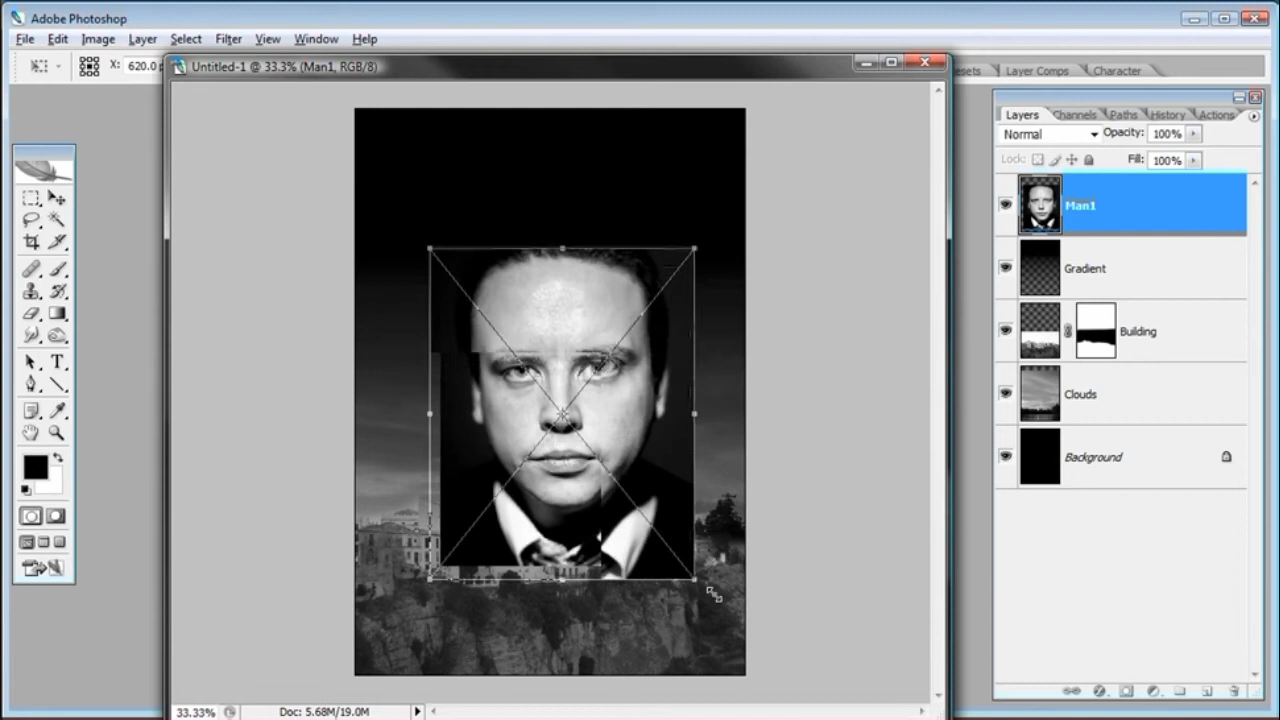 Adobe Photoshop
File Edit Image Layer Select Filter View Window Help
X: 620.0
Layer Comps Character
Untitled-1 @ 33.3% (Man1, RGB/8)
Layers Channels Paths History Actions
Normal Opacity: 100%
Lock: Fill: 100%
Man1
Gradient
Building
Clouds
Background
33.33% Doc: 5.68M/19.0M